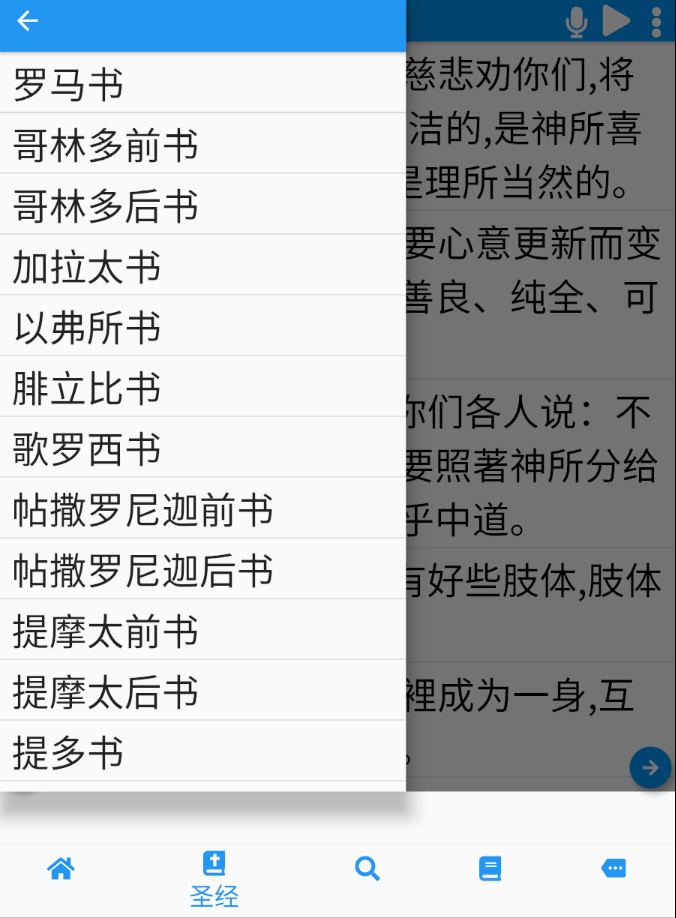 罗马书
哥林多前书
哥林多后书
加拉太书
以弗所书
腓立比书
歌罗西书
帖撒罗尼迦前书
帖撒罗尼迦后书
提摩太前书
提摩太后书
提多书
慈悲劝你们,将
洁的,是神所喜
是理所当然的。
要心意更新而变
善良、纯全、可
你们各人说：不
要照著神所分给
乎中道。
有好些肢体,肢体
裡成为一身,互
。
圣经